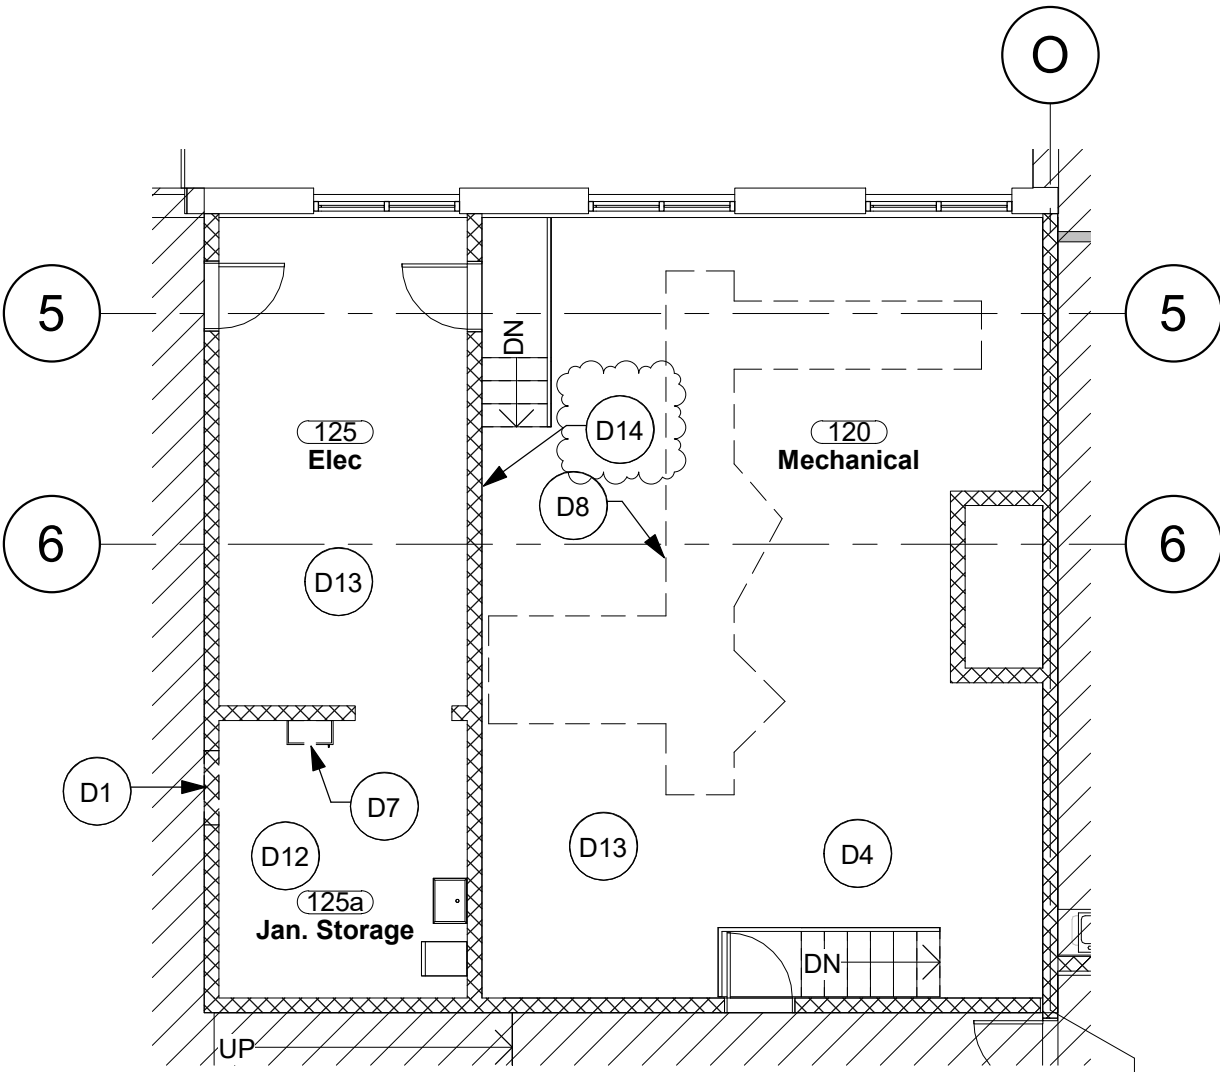 O
5
5
DN
125
Elec
D14
120
Mechanical
D8
6
6
D13
D1
D7
D12
D13
D4
125a
Jan. Storage
DN
UP